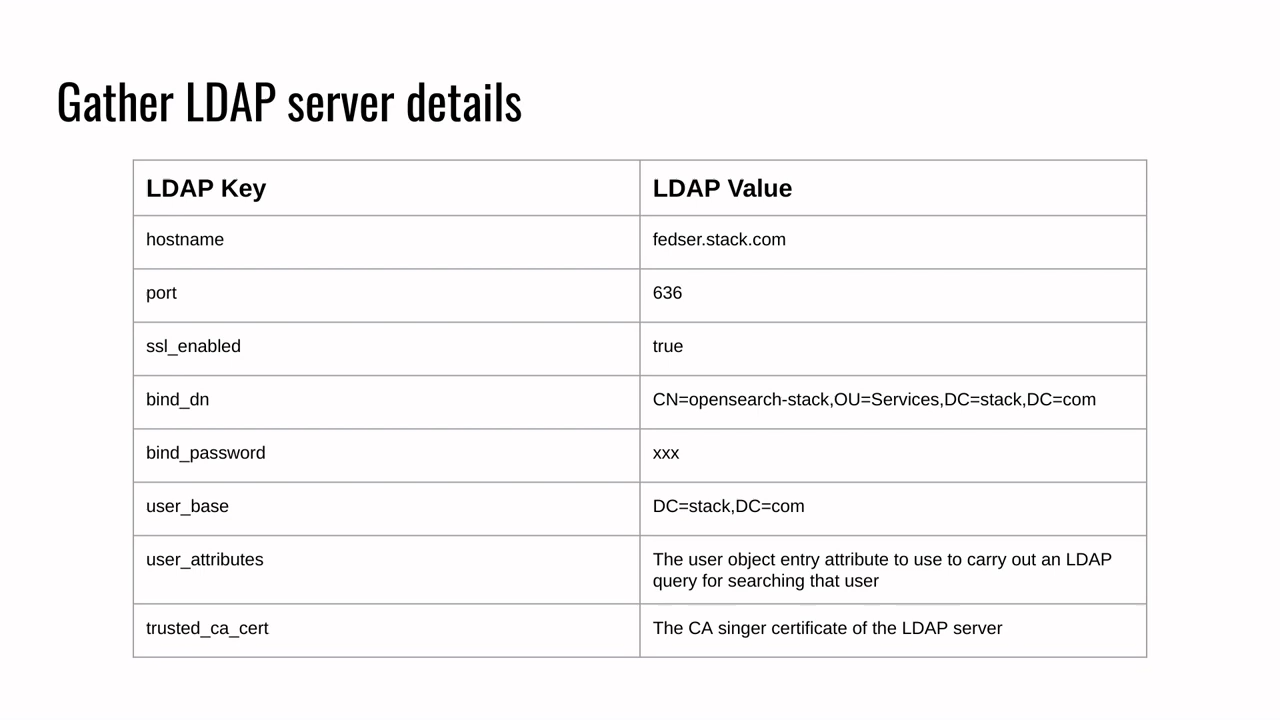 Gather LDAP server details
LDAP Key LDAP Value
hostname fedser.stack.com
port 636
ssl_enabled true
bind_dn CN=opensearch-stack,OU=Services,DC=stack,DC=com
bind_password xxx
user_base DC=stack,DC=com
user_attributes The user object entry attribute to use to carry out an LDAP
query for searching that user
trusted_ca_cert The CA singer certificate of the LDAP server